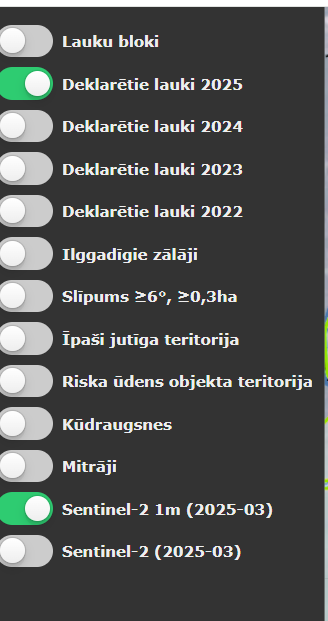 Lauku bloki
Deklarētie lauki 2025
Deklarētie lauki 2024
Deklarētie lauki 2023
Deklarētie lauki 2022
Ilggadīgie zālāji
Slīpums ≥6°, ≥0,3ha
Īpaši jutīga teritorija
Riska ūdens objekta teritorija
Kūdraugsnes
Mitrāji
Sentinel-2 1m (2025-03)
Sentinel-2 (2025-03)